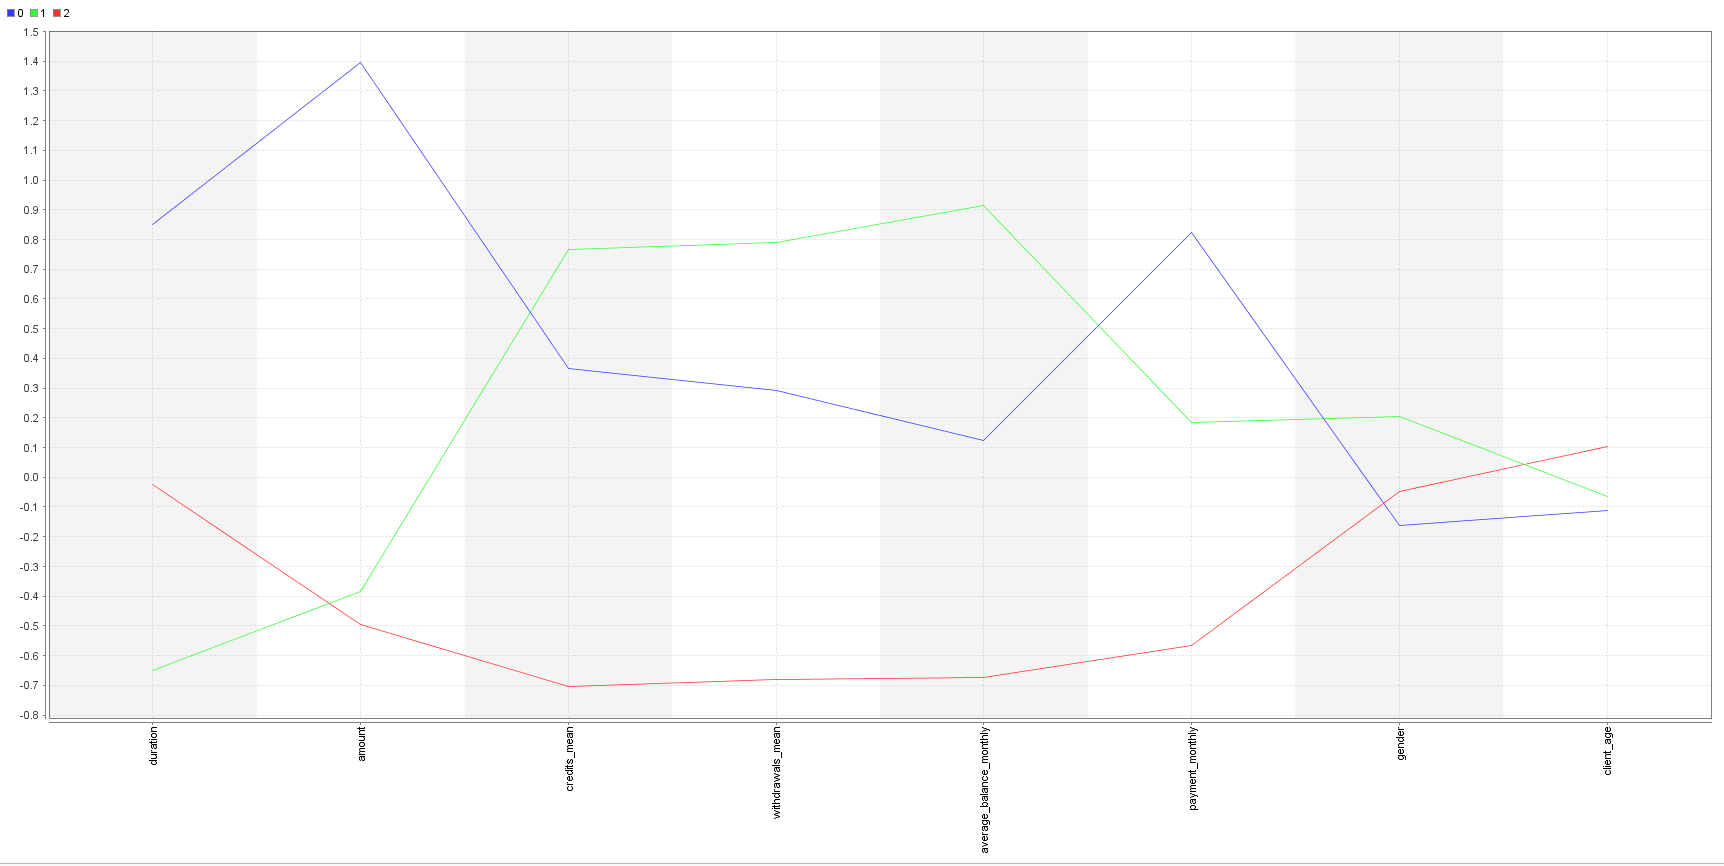 0 1 2
1.5
1.4
1.3
1.2
1.1
1.0
0.9
0.8
0.7
0.6
0.5
0.4
0.3
0.2
0.1
0.0
-0.1
-0.2
-0.3
-0.4
-0.5
-0.6
-0.7
-0.8
duration
amount
credits_mean
withdrawals_mean
average_balance_monthly
payment_monthly
gender
client_age